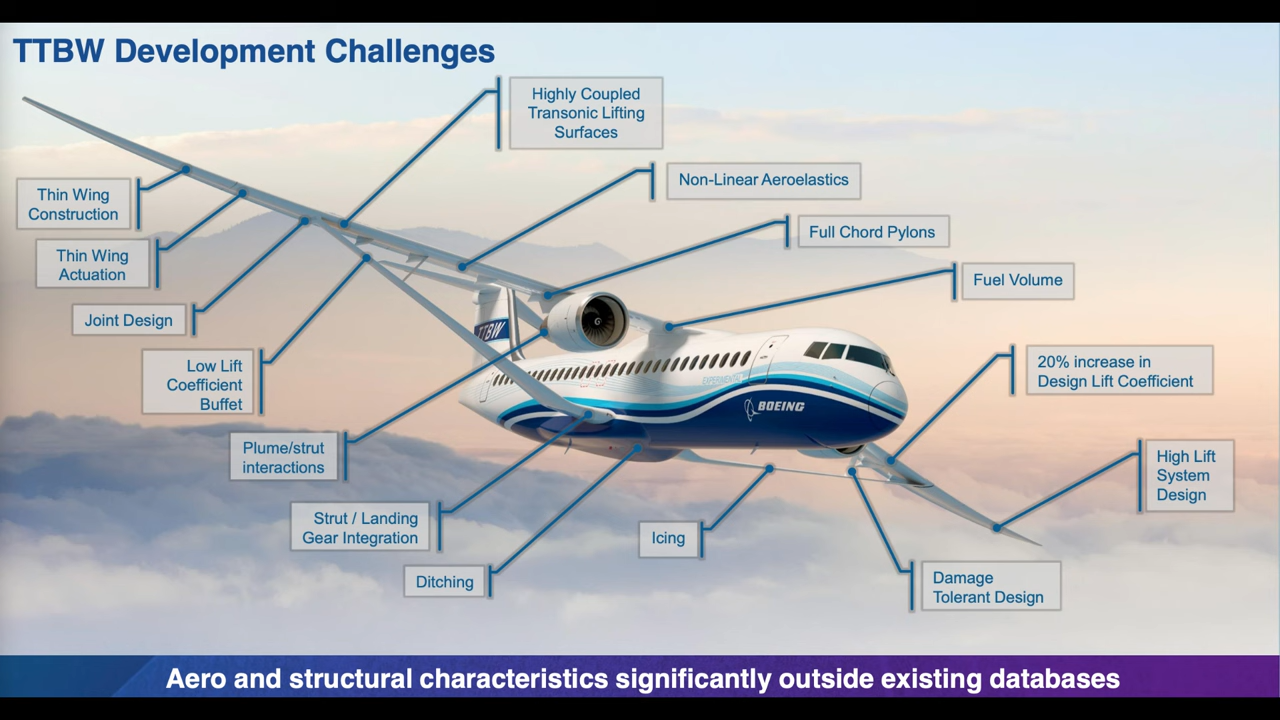 TTBW Development Challenges
Highly Coupled
Transonic Lifting
Surfaces
Non-Linear Aeroelastics
Thin Wing
Construction
Full Chord Pylons
Thin Wing
Actuation
Fuel Volume
Joint Design
TTBW
Low Lift
Coefficient
Buffet
20% increase in
Design Lift Coefficient
EXPERIMENTAL
BOEING
Plume/strut
interactions
High Lift
System
Design
Strut / Landing
Gear Integration
Icing
Ditching
Damage
Tolerant Design
Aero and structural characteristics significantly outside existing databases